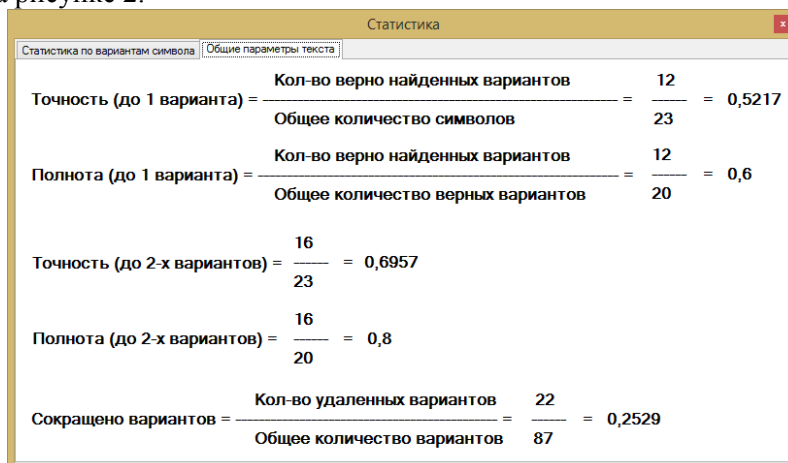 рисунке 2.
Статистика
x
Статистика по вариантам символа Общие параметры текста
Кол-во верно найденных вариантов 12
Точность (до 1 варианта) = ------------------------------------------------ = ------ = 0,5217
Общее количество символов 23
Кол-во верно найденных вариантов 12
Полнота (до 1 варианта) = ------------------------------------------------ = ------ = 0,6
Общее количество верных вариантов 20
16
Точность (до 2-х вариантов) = ------ = 0,6957
23
16
Полнота (до 2-х вариантов) = ------ = 0,8
20
Кол-во удаленных вариантов 22
Сокращено вариантов = ------------------------------------------------ = ------ = 0,2529
Общее количество вариантов 87